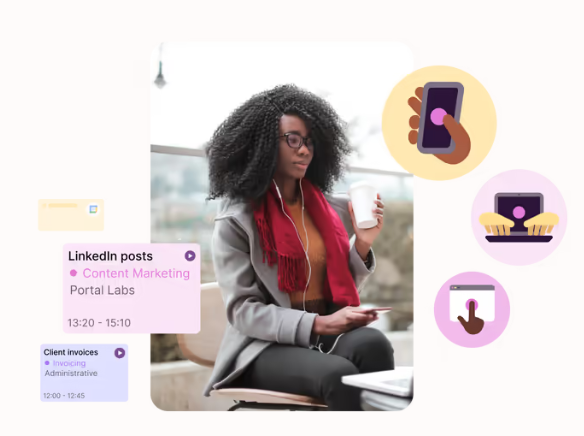 LinkedIn posts
Content Marketing
Portal Labs
13:20 - 15:10
Client invoices
Invoicing
Administrative
12:00 - 12:45